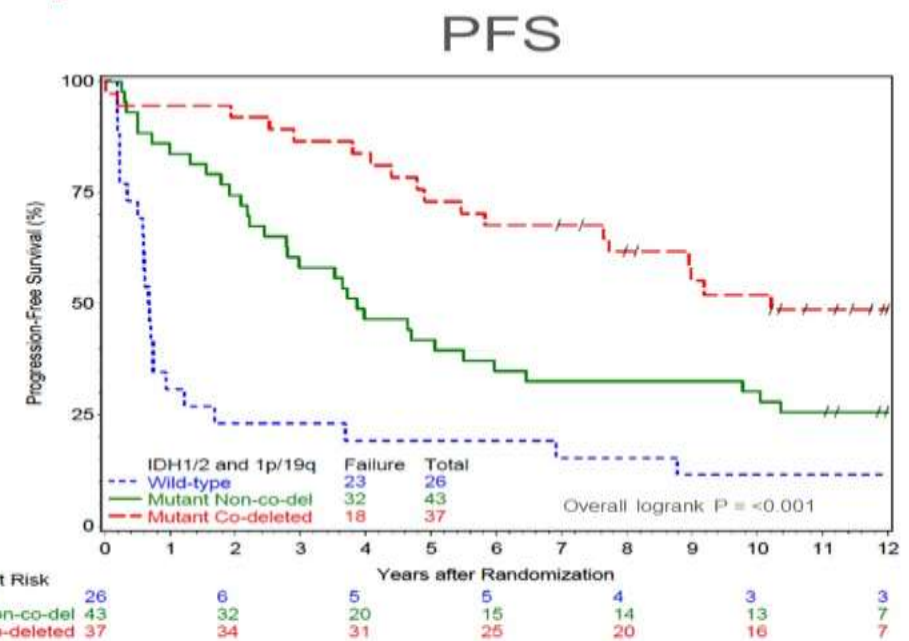 PFS
100
75
50
25
0
Progression-Free Survival (%)
IDH1/2 and 1p/19q Failure Total
Wild-type 23 26
Mutant Non-co-del 32 43
Mutant Co-deleted 18 37
Overall logrank P = <0.001
0 1 2 3 4 5 6 7 8 9 10 11 12
Years after Randomization
t Risk
26 6 5 5 4 3 3
n-co-del 43 32 20 15 14 13 7
-deleted 37 34 31 25 20 16 7